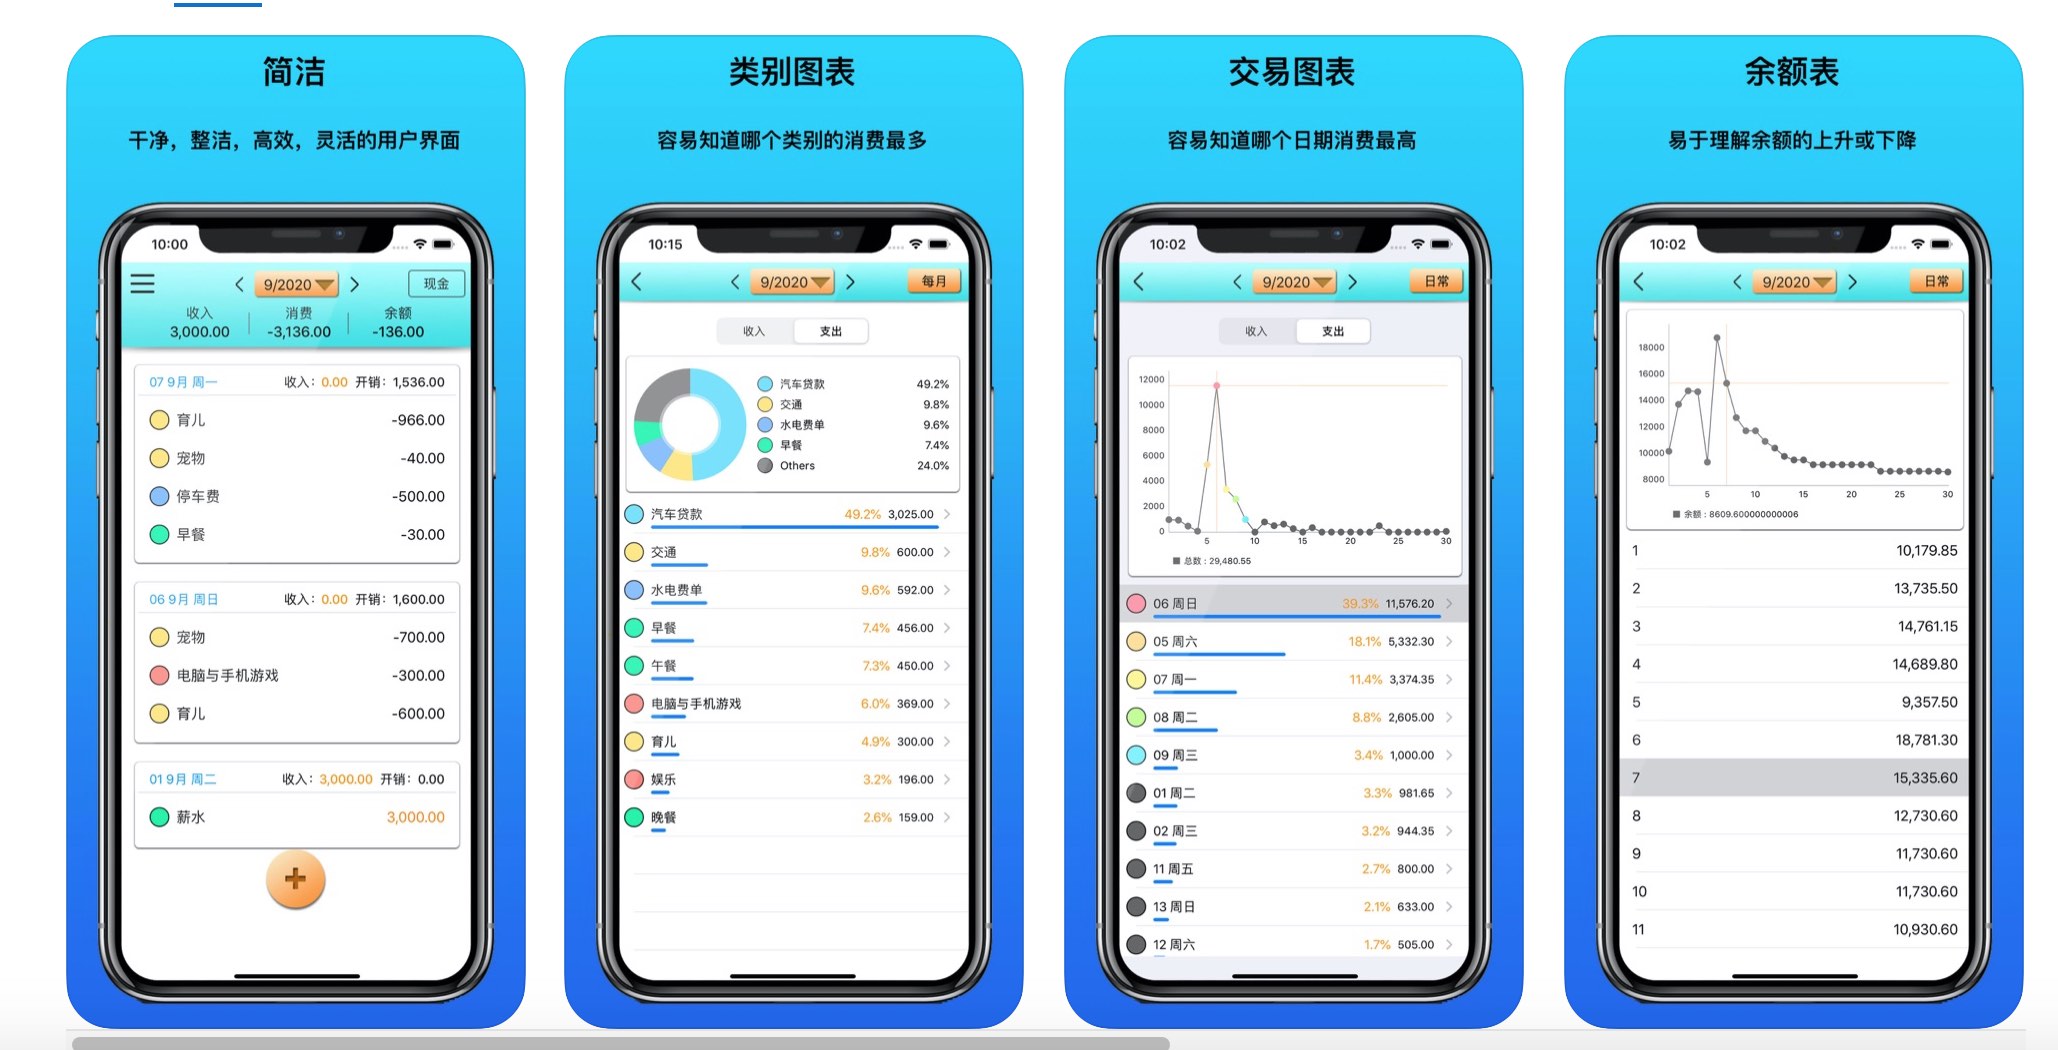 简洁
干净，整洁，高效，灵活的用户界面
10:00
9/2020
现金
收入 消费 余额
3,000.00 -3,136.00 -136.00
07 9月 周一 收入：0.00 开销：1,536.00
育儿 -966.00
宠物 -40.00
停车费 -500.00
早餐 -30.00
06 9月 周日 收入：0.00 开销：1,600.00
宠物 -700.00
电脑与手机游戏 -300.00
育儿 -600.00
01 9月 周二 收入：3,000.00 开销：0.00
薪水 3,000.00
+
类别图表
容易知道哪个类别的消费最多
10:15
9/2020
每月
收入 支出
汽车贷款 49.2%
交通 9.8%
水电费单 9.6%
早餐 7.4%
Others 24.0%
汽车贷款 49.2% 3,025.00
交通 9.8% 600.00
水电费单 9.6% 592.00
早餐 7.4% 456.00
午餐 7.3% 450.00
电脑与手机游戏 6.0% 369.00
育儿 4.9% 300.00
娱乐 3.2% 196.00
晚餐 2.6% 159.00
交易图表
容易知道哪个日期消费最高
10:02
9/2020
日常
收入 支出
12000
10000
8000
6000
4000
2000
0
5 10 15 20 25 30
总数 : 29,480.55
06 周日 39.3% 11,576.20
05 周六 18.1% 5,332.30
07 周一 11.4% 3,374.35
08 周二 8.8% 2,605.00
09 周三 3.4% 1,000.00
01 周二 3.3% 981.65
02 周三 3.2% 944.35
11 周五 2.7% 800.00
13 周日 2.1% 633.00
12 周六 1.7% 505.00
余额表
易于理解余额的上升或下降
10:02
9/2020
日常
18000
16000
14000
12000
10000
8000
5 10 15 20 25 30
余额 : 8609.600000000006
1 10,179.85
2 13,735.50
3 14,761.15
4 14,689.80
5 9,357.50
6 18,781.30
7 15,335.60
8 12,730.60
9 11,730.60
10 11,730.60
11 10,930.60